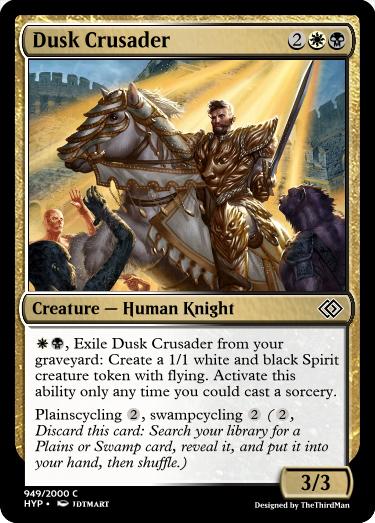 Dusk Crusader 2
Creature — Human Knight
, Exile Dusk Crusader from your
graveyard: Create a 1/1 white and black Spirit
creature token with flying. Activate this
ability only any time you could cast a sorcery.
Plainscycling 2, swampcycling 2 ( 2,
Discard this card: Search your library for a
Plains or Swamp card, reveal it, and put it into
your hand, then shuffle.)
3/3
949/2000 C
HYP • JDTMART
Designed by TheThirdMan